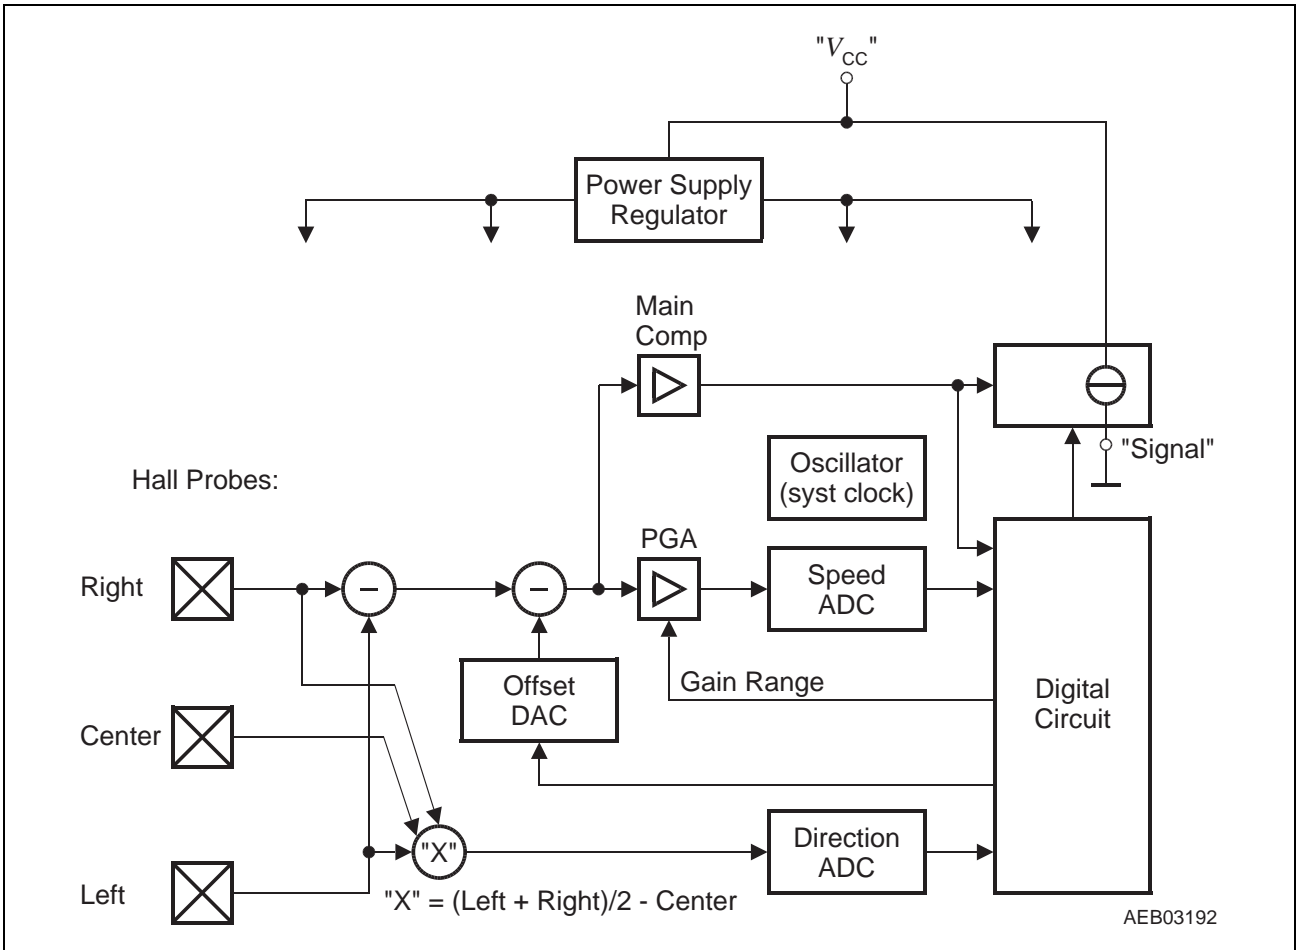 "VCC"
Power Supply
Regulator
Main
Comp
"Signal"
Oscillator
(syst clock)
Hall Probes:
PGA
Right
−
−
Speed
ADC
Gain Range
Offset
DAC
Digital
Circuit
Center
"X"
Direction
ADC
Left
"X" = (Left + Right)/2 - Center
AEB03192